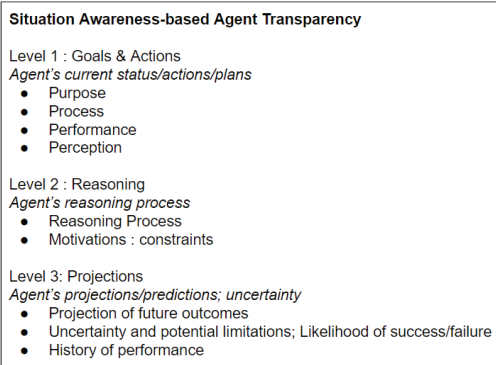 Situation Awareness-based Agent Transparency
Level 1 : Goals & Actions
Agent's current status/actions/plans
● Purpose
● Process
● Performance
● Perception
Level 2 : Reasoning
Agent's reasoning process
● Reasoning Process
● Motivations : constraints
Level 3: Projections
Agent's projections/predictions; uncertainty
● Projection of future outcomes
● Uncertainty and potential limitations; Likelihood of success/failure
● History of performance